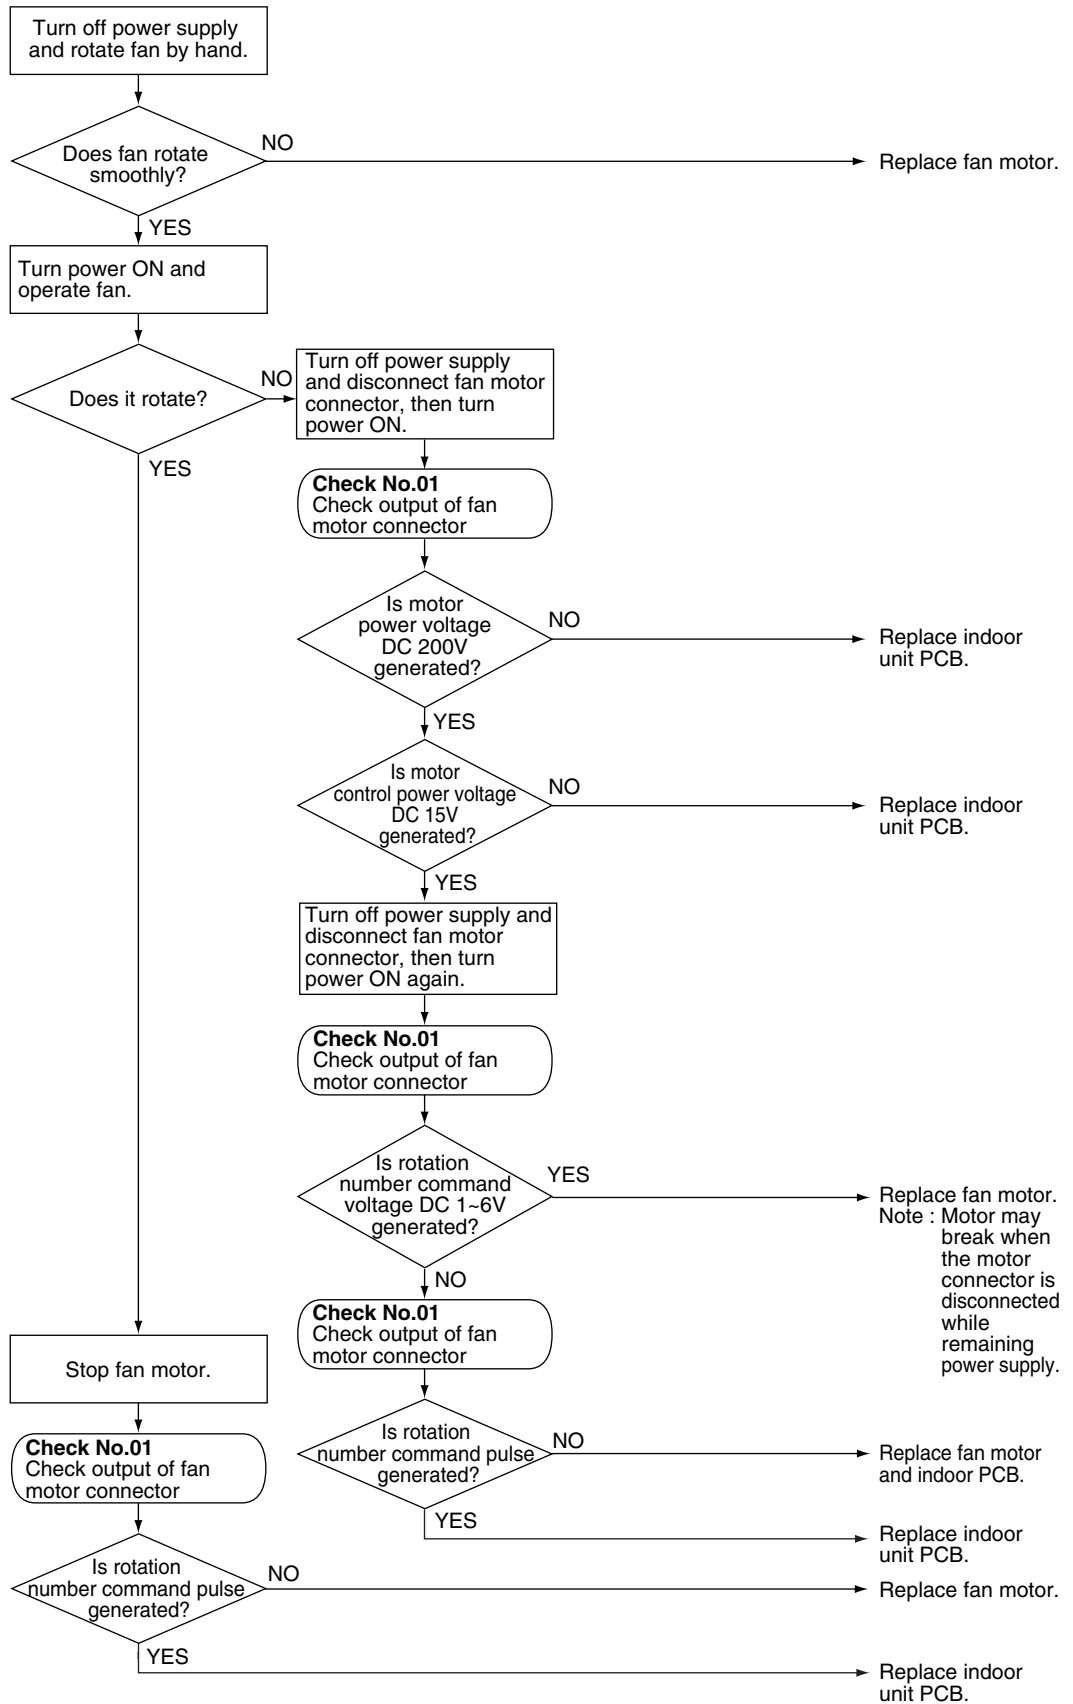 Turn off power supply
and rotate fan by hand.
Does fan rotate
smoothly?
NO
Replace fan motor.
YES
Turn power ON and
operate fan.
Does it rotate?
NO
Turn off power supply
and disconnect fan motor
connector, then turn
power ON.
YES
Check No.01
Check output of fan
motor connector
Is motor
power voltage
DC 200V
generated?
NO
Replace indoor
unit PCB.
YES
Is motor
control power voltage
DC 15V
generated?
NO
Replace indoor
unit PCB.
YES
Turn off power supply and
disconnect fan motor
connector, then turn
power ON again.
Check No.01
Check output of fan
motor connector
Is rotation
number command
voltage DC 1~6V
generated?
YES
Replace fan motor.
Note : Motor may
break when
the motor
connector is
disconnected
while
remaining
power supply.
NO
Check No.01
Check output of fan
motor connector
Is rotation
number command pulse
generated?
NO
Replace fan motor
and indoor PCB.
YES
Replace indoor
unit PCB.
Stop fan motor.
Check No.01
Check output of fan
motor connector
Is rotation
number command pulse
generated?
NO
Replace fan motor.
YES
Replace indoor
unit PCB.